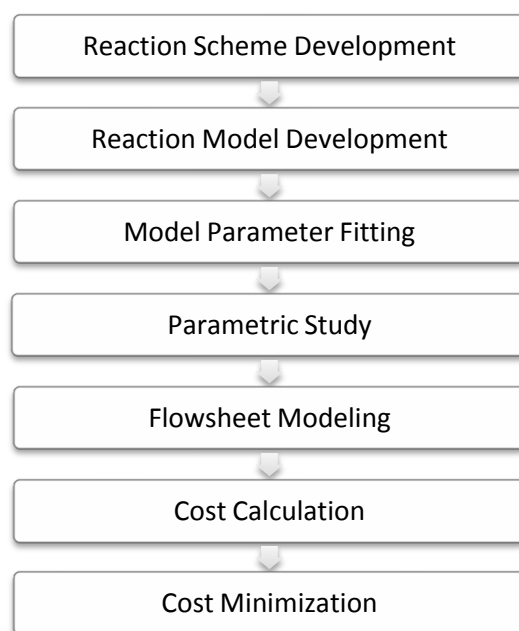 Reaction Scheme Development
Reaction Model Development
Model Parameter Fitting
Parametric Study
Flowsheet Modeling
Cost Calculation
Cost Minimization